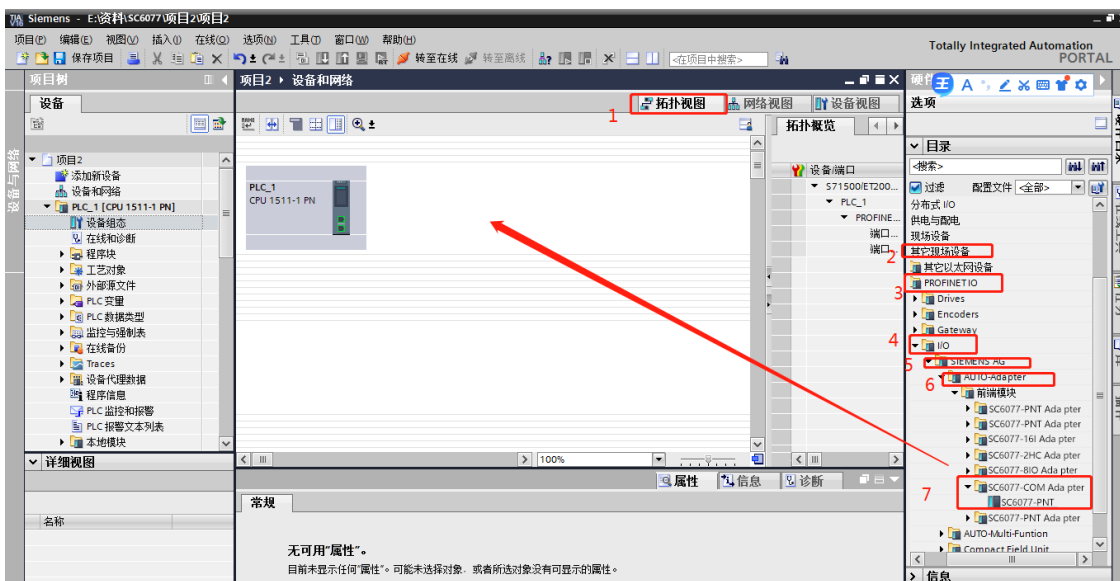 Siemens - E:\资料\SC6077\项目2\项目2
项目(P) 编辑(E) 视图(V) 插入(I) 在线(O) 选项(N) 工具(T) 窗口(W) 帮助(H)
保存项目 转至在线 转至离线 <在项目中搜索>
Totally Integrated Automation
PORTAL
项目树
项目2 › 设备和网络
设备
1
拓扑视图 网络视图 设备视图
选项
拓扑概览
目录
<搜索>
过滤 配置文件 <全部>
设备与网络
项目2
添加新设备
设备和网络
PLC_1 [CPU 1511-1 PN]
设备组态
在线和诊断
程序块
工艺对象
外部源文件
PLC 变量
PLC 数据类型
监控与强制表
在线备份
Traces
设备代理数据
程序信息
PLC 监控和报警
PLC 报警文本列表
本地模块
详细视图
名称
PLC_1
CPU 1511-1 PN
100%
设备/端口
S71500/ET200...
PLC_1
PROFINE...
端口...
端口...
属性 信息 诊断
常规
无可用"属性"。
目前未显示任何"属性"。可能未选择对象，或者所选对象没有可显示的属性。
分布式 I/O
供电与配电
现场设备
2 其它现场设备
其它以太网设备
3 PROFINET IO
Drives
Encoders
Gateway
4 I/O
5 SIEMENS AG
6 AUTO-Adapter
前端模块
SC6077-PNT Ada pter
SC6077-PNT Ada pter
SC6077-16I Ada pter
SC6077-2HC Ada pter
SC6077-8IO Ada pter
7 SC6077-COM Ada pter
SC6077-PNT
SC6077-PNT Ada pter
AUTO-Multi-Funtion
Compact Field Unit
信息